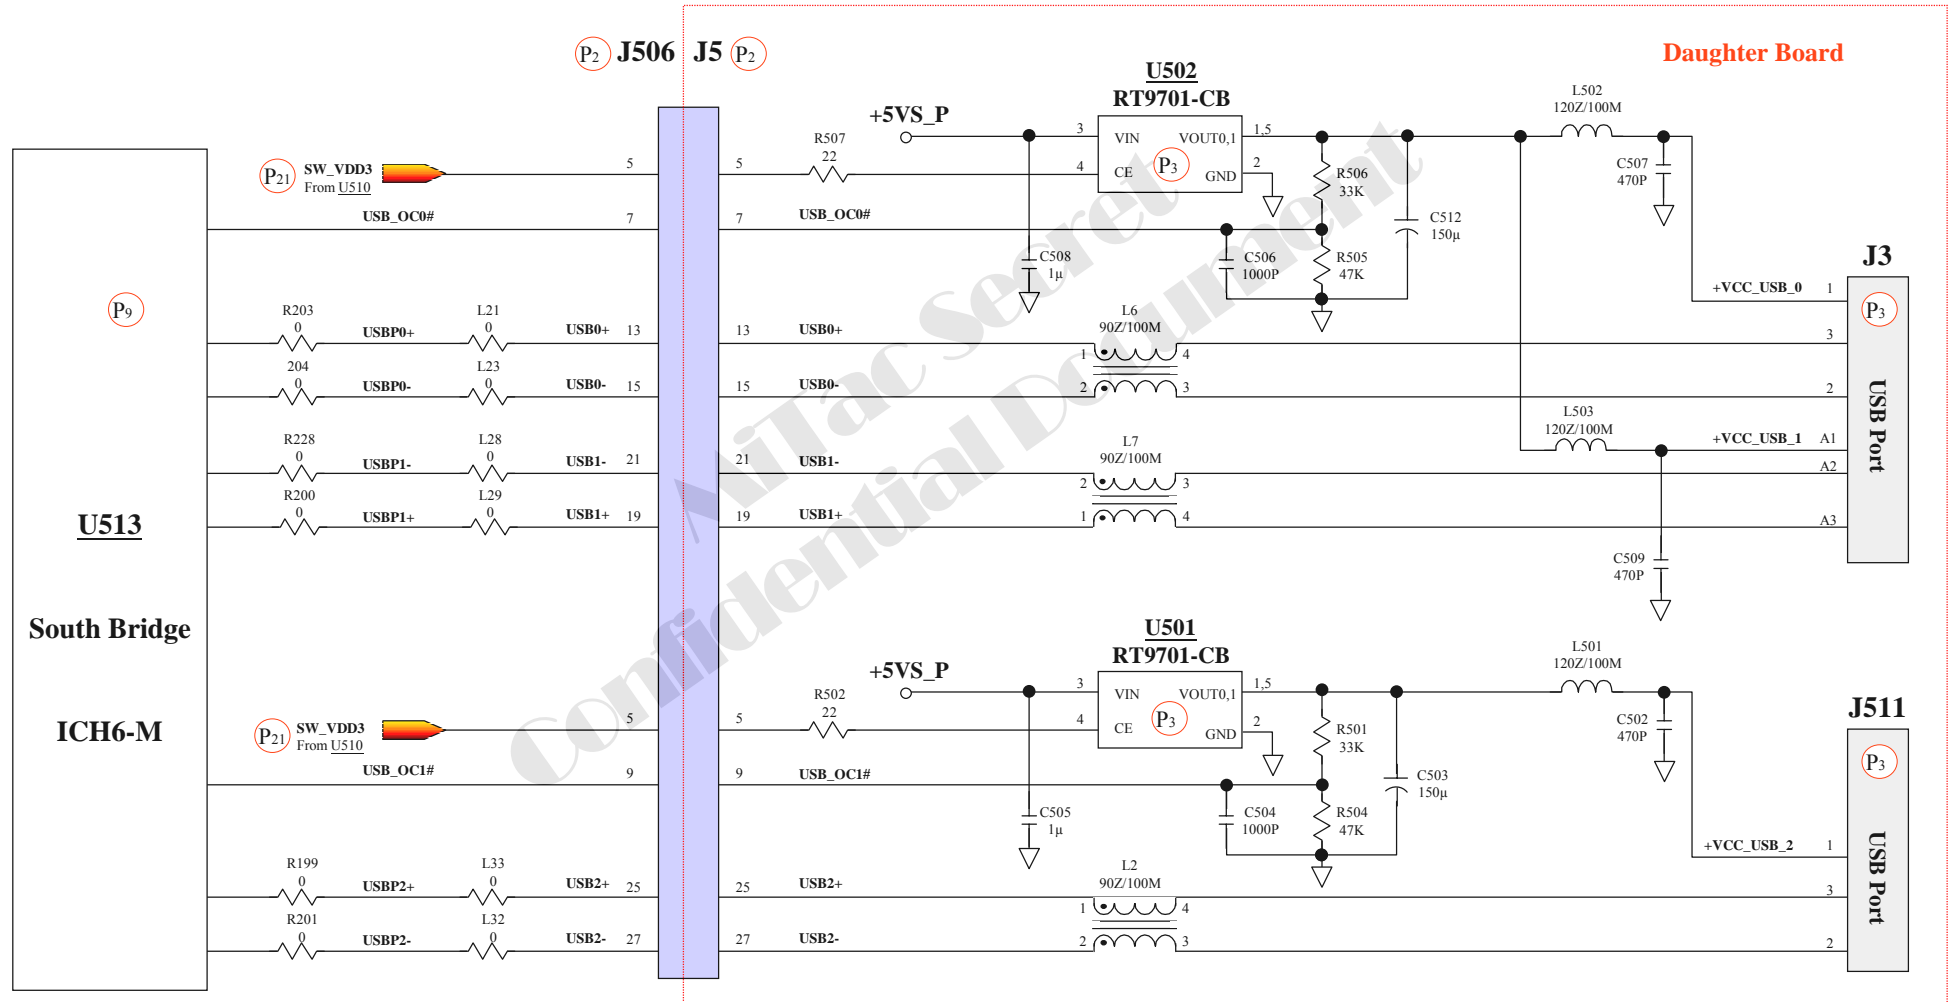 P2 J506 J5 P2
Daughter Board
U502
RT9701-CB
+5VS_P
3 VIN VOUT0,1 1,5
4 CE P3 GND 2
L502
120Z/100M
C507
470P
R507
22
P21 SW_VDD3
From U510
5 5
USB_OC0# 7 7 USB_OC0#
R506
33K
C512
150μ
C508
1μ
C506
1000P
R505
47K
J3
P3
USB Port
+VCC_USB_0 1
P9
R203
0
USBP0+
L21
0
USB0+ 13 13 USB0+
L6
90Z/100M
1 4
3
204
0
USBP0-
L23
0
USB0- 15 15 USB0-
2 3
2
L503
120Z/100M
+VCC_USB_1 A1
R228
0
USBP1-
L28
0
USB1- 21 21 USB1-
L7
90Z/100M
2 3
A2
R200
0
USBP1+
L29
0
USB1+ 19 19 USB1+
1 4
A3
C509
470P
U513
South Bridge
ICH6-M
MiTac Secret
Confidential Document
U501
RT9701-CB
+5VS_P
3 VIN VOUT0,1 1,5
4 CE P3 GND 2
L501
120Z/100M
C502
470P
R502
22
P21 SW_VDD3
From U510
5 5
USB_OC1# 9 9 USB_OC1#
R501
33K
C503
150μ
C505
1μ
C504
1000P
R504
47K
J511
P3
USB Port
+VCC_USB_2 1
R199
0
USBP2+
L33
0
USB2+ 25 25 USB2+
L2
90Z/100M
1 4
3
R201
0
USBP2-
L32
0
USB2- 27 27 USB2-
2 3
2